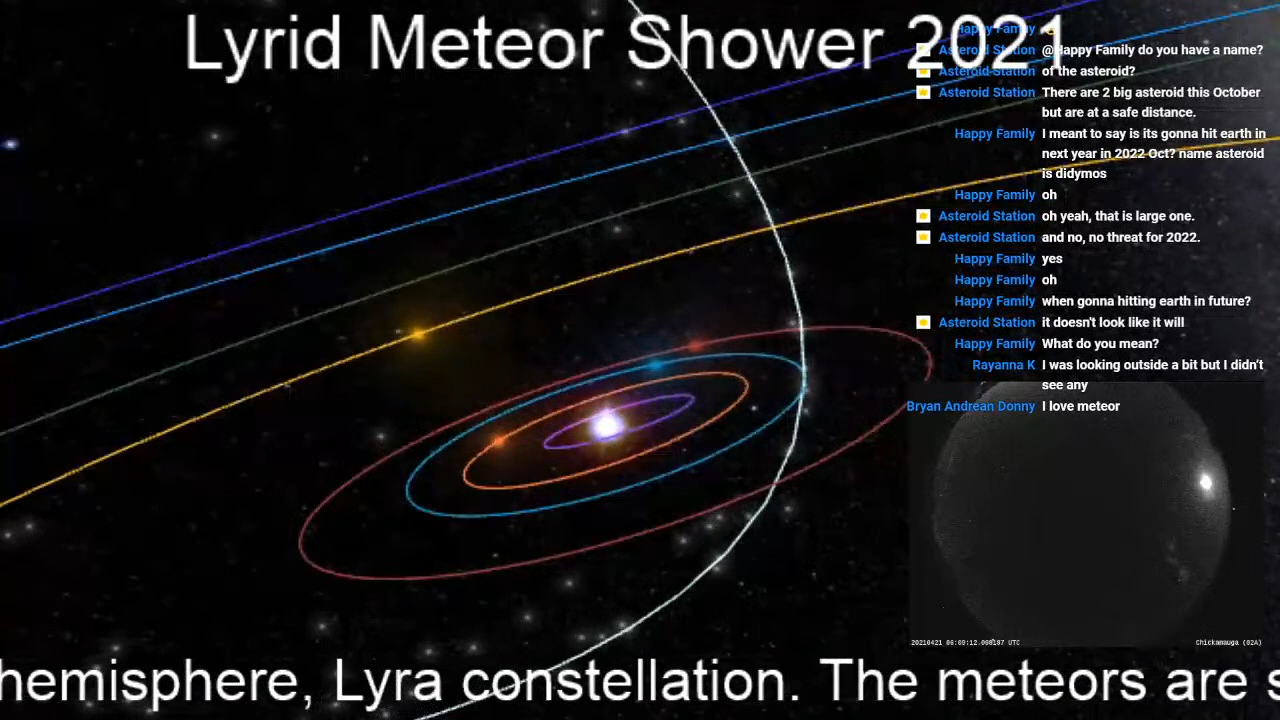 Lyrid Meteor Shower 2021
Happy Family
Asteroid Station @Happy Family do you have a name?
Asteroid Station of the asteroid?
Asteroid Station There are 2 big asteroid this October
but are at a safe distance.
Happy Family I meant to say is its gonna hit earth in
next year in 2022 Oct? name asteroid
is didymos
Happy Family oh
Asteroid Station oh yeah, that is large one.
Asteroid Station and no, no threat for 2022.
Happy Family yes
Happy Family oh
Happy Family when gonna hitting earth in future?
Asteroid Station it doesn't look like it will
Happy Family What do you mean?
Rayanna K I was looking outside a bit but I didn't
see any
Bryan Andrean Donny I love meteor
Chickamauga (02A)
hemisphere, Lyra constellation. The meteors are s